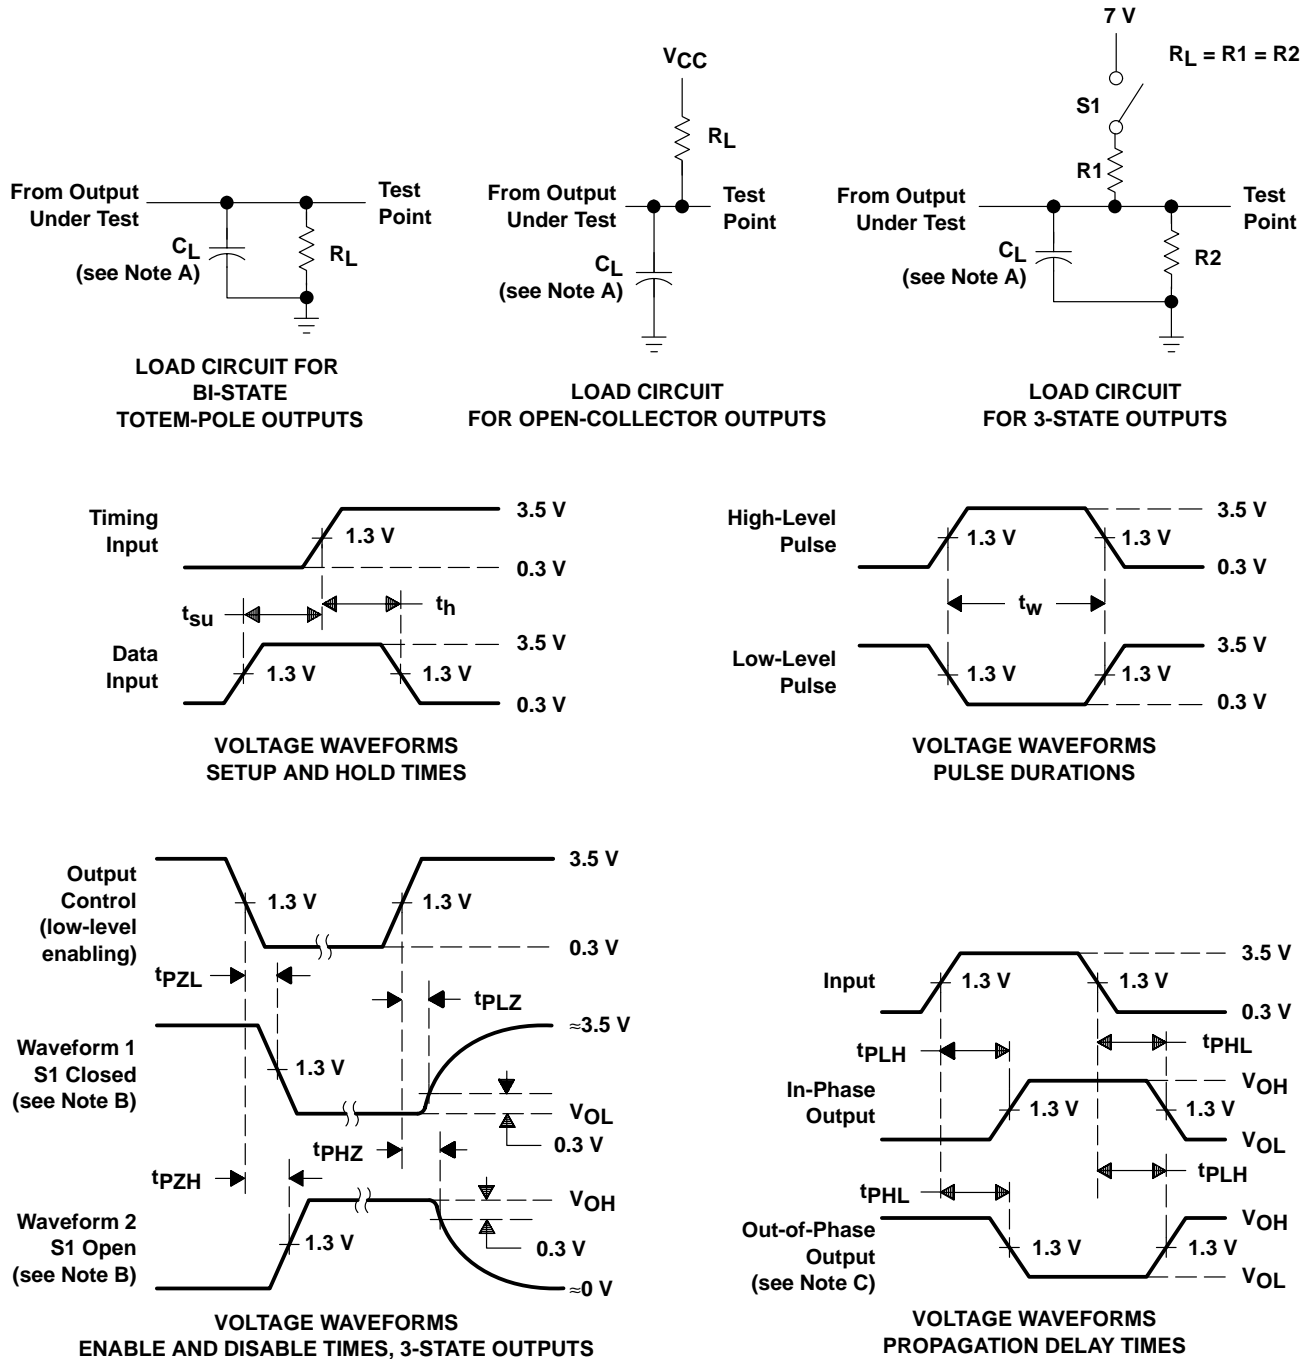 From Output
Under Test
CL
(see Note A)
RL
Test
Point
LOAD CIRCUIT FOR
BI-STATE
TOTEM-POLE OUTPUTS
VCC
RL
From Output
Under Test
CL
(see Note A)
Test
Point
LOAD CIRCUIT
FOR OPEN-COLLECTOR OUTPUTS
7 V
RL = R1 = R2
S1
R1
From Output
Under Test
CL
(see Note A)
R2
Test
Point
LOAD CIRCUIT
FOR 3-STATE OUTPUTS
Timing
Input
1.3 V
3.5 V
0.3 V
tsu
th
Data
Input
1.3 V
1.3 V
3.5 V
0.3 V
VOLTAGE WAVEFORMS
SETUP AND HOLD TIMES
High-Level
Pulse
1.3 V
1.3 V
3.5 V
0.3 V
tw
Low-Level
Pulse
1.3 V
1.3 V
3.5 V
0.3 V
VOLTAGE WAVEFORMS
PULSE DURATIONS
Output
Control
(low-level
enabling)
1.3 V
1.3 V
3.5 V
0.3 V
tPZL
tPLZ
Waveform 1
S1 Closed
(see Note B)
1.3 V
≈3.5 V
VOL
0.3 V
tPZH
tPHZ
Waveform 2
S1 Open
(see Note B)
1.3 V
VOH
0.3 V
≈0 V
VOLTAGE WAVEFORMS
ENABLE AND DISABLE TIMES, 3-STATE OUTPUTS
Input
1.3 V
1.3 V
3.5 V
0.3 V
tPLH
tPHL
In-Phase
Output
1.3 V
1.3 V
VOH
VOL
tPHL
tPLH
Out-of-Phase
Output
(see Note C)
1.3 V
1.3 V
VOH
VOL
VOLTAGE WAVEFORMS
PROPAGATION DELAY TIMES